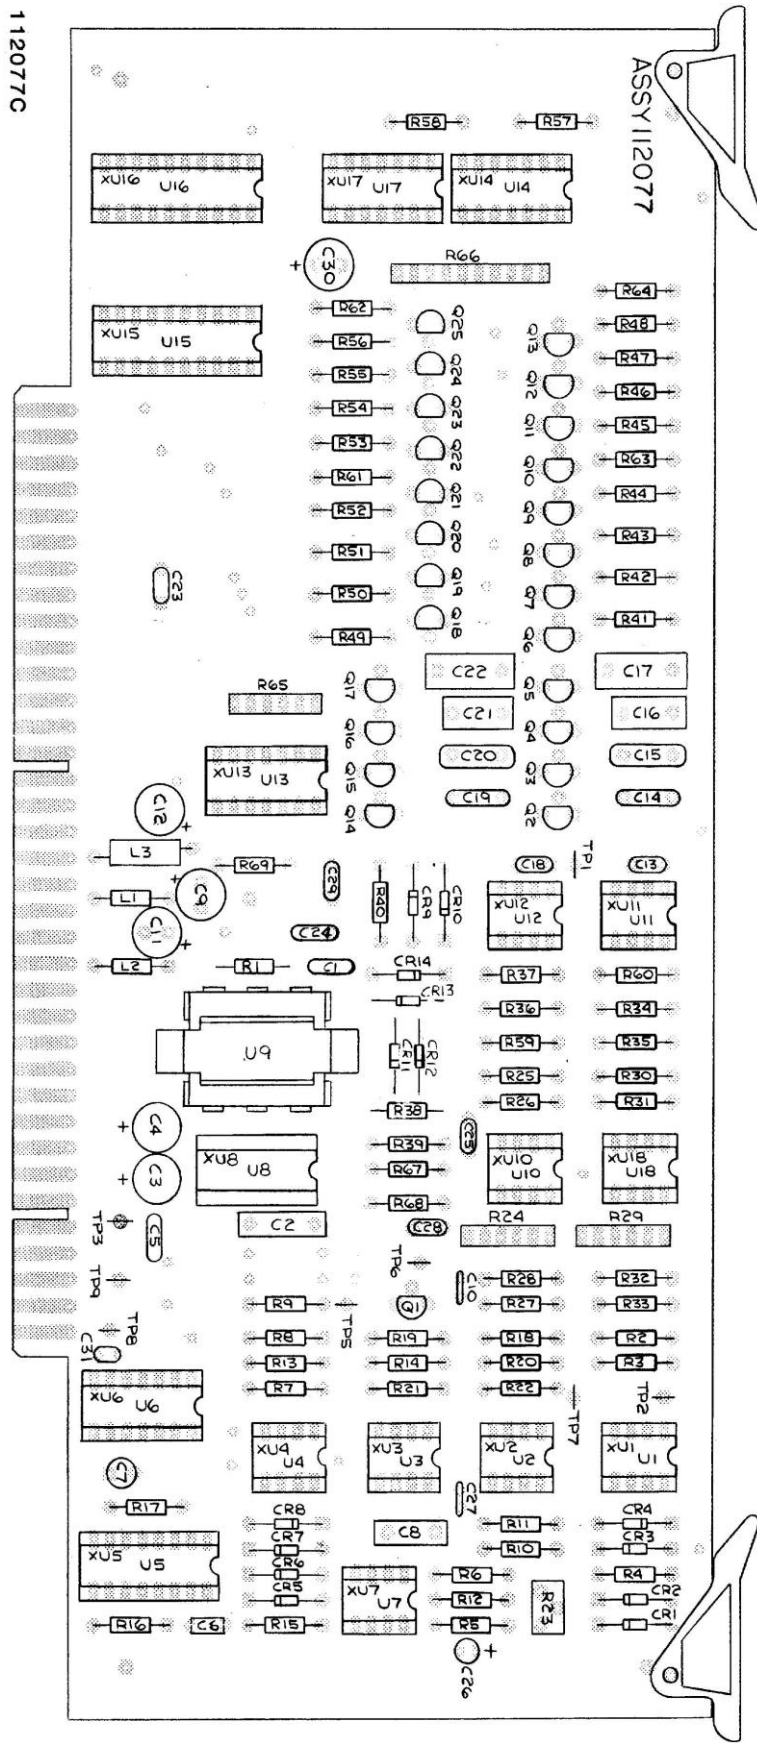 112077C
ASSY 112077
R58
R57
XU16 U16
XU17 U17
XU14 U14
C30
+
R66
R64
R62
Q25
R48
XU15 U15
R56
Q13
R47
R55
Q24
Q12
R46
R54
Q23
Q11
R45
R53
Q22
Q10
R63
R61
Q21
Q9
R44
R52
Q20
Q8
R43
R51
Q19
Q7
R42
C23
R50
Q18
Q6
R41
R49
C22
C17
R65
Q17
Q5
C21
C16
Q16
Q4
XU13 U13
Q15
C20
Q3
C15
C12
+
Q14
C19
Q2
C14
L3
R69
C29
C18
TP1
C13
L1
C9
+
R40
CR9
CR10
XU12 U12
XU11 U11
C11
+
C24
L2
R1
C1
CR14
R37
R60
CR13
R36
R34
U9
CR11
CR12
R59
R35
R25
R30
R38
R26
R31
C4
+
R39
C25
XU8 U8
R67
XU10 U10
XU18 U18
C3
+
R68
TP3
C5
C2
C28
R24
R29
TP9
TP6
C10
R28
R32
R9
Q1
R27
R33
TP8
R8
TP5
R19
R18
R2
C31
R13
R14
R20
R3
R7
R21
R22
TP7
TP2
XU6 U6
XU4 U4
XU3 U3
XU2 U2
XU1 U1
C7
R17
C27
CR8
R11
CR4
XU5 U5
CR7
C8
R10
CR3
CR6
XU7 U7
R6
R4
CR5
R12
R23
CR2
R16
C6
R15
R5
CR1
C26
+